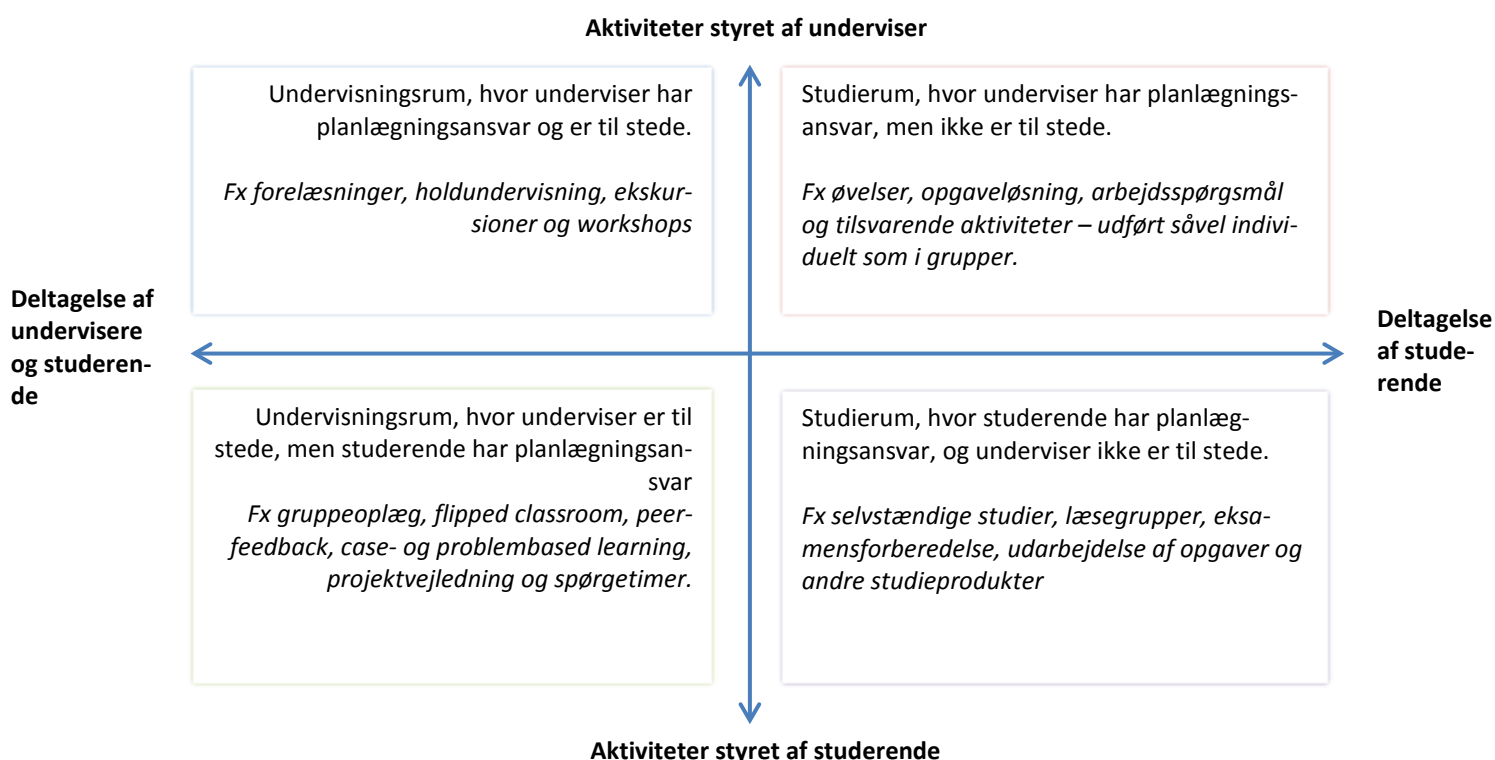 Aktiviteter styret af underviser
Undervisningsrum, hvor underviser har
planlægningsansvar og er til stede.
Fx forelæsninger, holdundervisning, ekskur-
sioner og workshops
Studierum, hvor underviser har planlægnings-
ansvar, men ikke er til stede.
Fx øvelser, opgaveløsning, arbejdsspørgsmål
og tilsvarende aktiviteter – udført såvel indivi-
duelt som i grupper.
Deltagelse af
undervisere
og studeren-
de
Deltagelse
af stude-
rende
Undervisningsrum, hvor underviser er til
stede, men studerende har planlægningsan-
svar
Fx gruppeoplæg, flipped classroom, peer-
feedback, case- og problembased learning,
projektvejledning og spørgetimer.
Studierum, hvor studerende har planlæg-
ningsansvar, og underviser ikke er til stede.
Fx selvstændige studier, læsegrupper, eksa-
mensforberedelse, udarbejdelse af opgaver og
andre studieprodukter
Aktiviteter styret af studerende